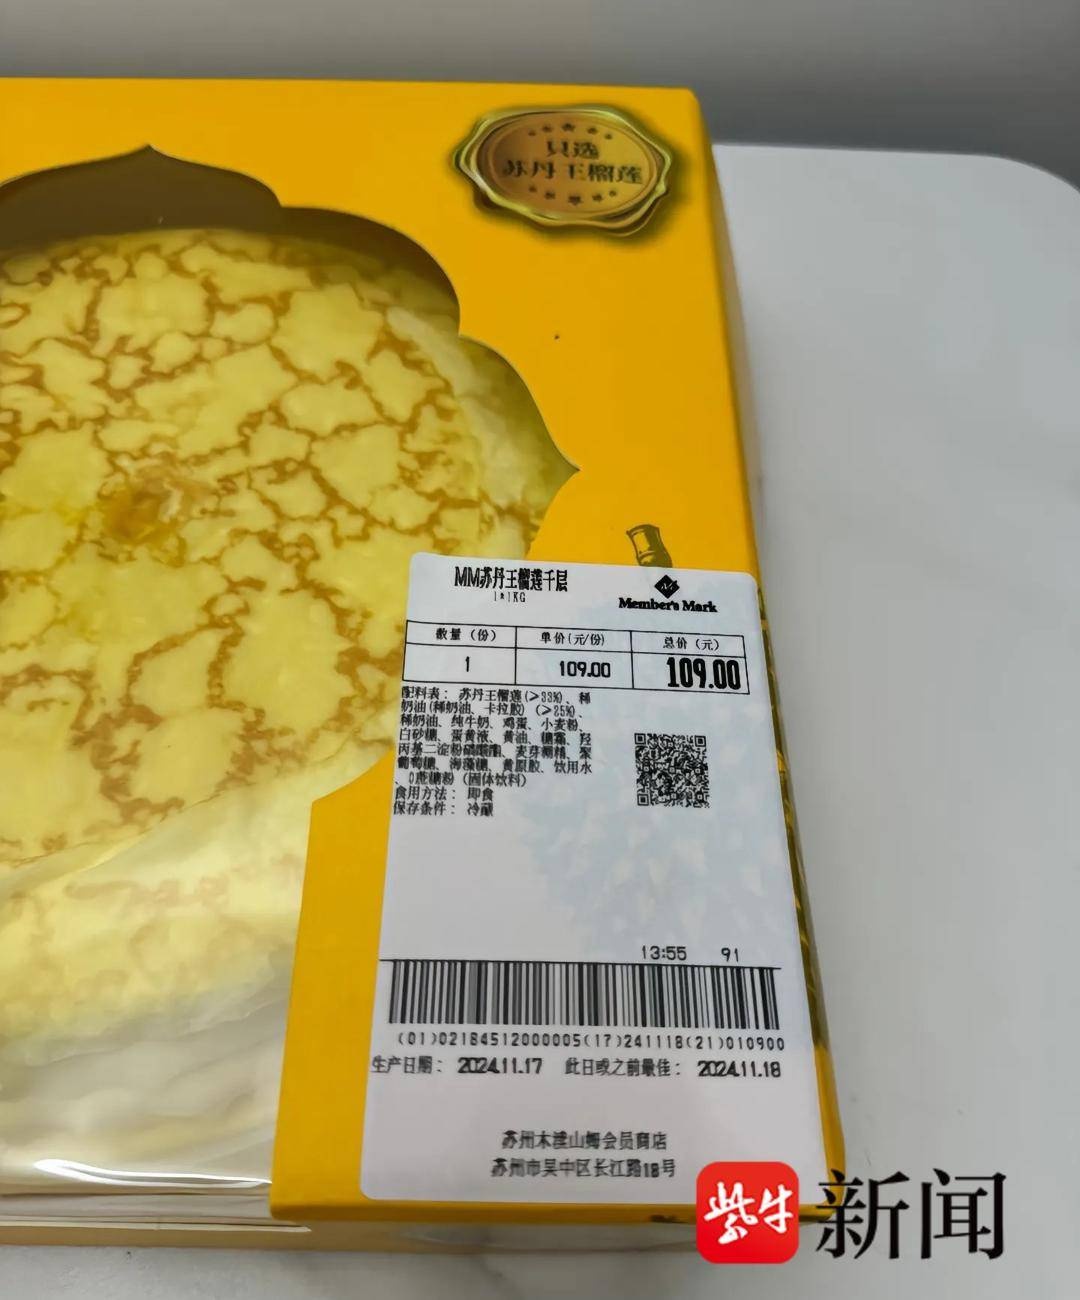 只选
苏丹王榴莲
MM苏丹王榴莲千层
1*1KG
Member's Mark
数量（份） 单价(元/份) 总价（元）
1 109.00 109.00
配料表： 苏丹王榴莲(>33%)、稀
奶油(稀奶油、卡拉胶)（>25%)、
稀奶油、纯牛奶、鸡蛋、小麦粉、
白砂糖、蛋黄液、黄油、糖霜、羟
丙基二淀粉磷酸酯、麦芽糊精、聚
葡萄糖、海藻糖、黄原胶、饮用水
、0蔗糖粉（固体饮料）
食用方法： 即食
保存条件： 冷藏
13:55 91
(01)02184512000005(17)241118(21)010900
生产日期： 2024.11.17 此日或之前最佳： 2024.11.18
苏州木渎山姆会员商店
苏州市吴中区长江路18号
紫牛新闻